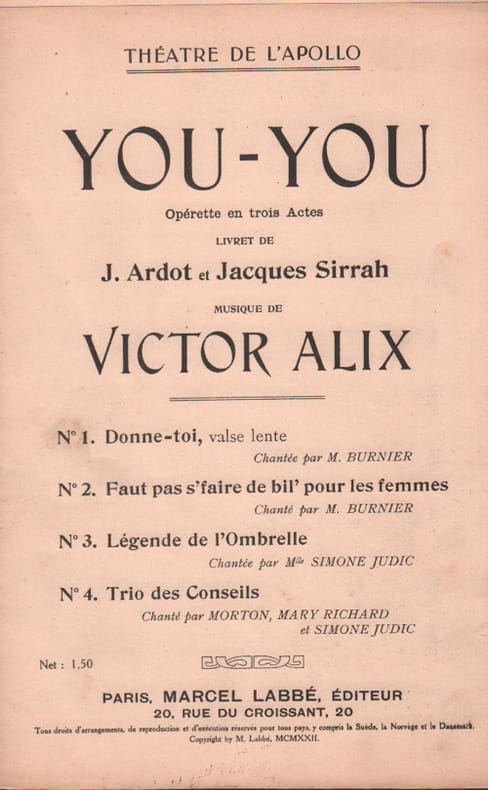 THÉATRE DE L'APOLLO
YOU-YOU
Opérette en trois Actes
LIVRET DE
J. Ardot et Jacques Sirrah
MUSIQUE DE
VICTOR ALIX
N° 1. Donne-toi, valse lente
Chantée par M. BURNIER
N° 2. Faut pas s'faire de bil' pour les femmes
Chanté par M. BURNIER
N° 3. Légende de l'Ombrelle
Chantée par Mlle SIMONE JUDIC
N° 4. Trio des Conseils
Chanté par MORTON, MARY RICHARD
et SIMONE JUDIC
Net : 1.50
PARIS, MARCEL LABBÉ, ÉDITEUR
20, RUE DU CROISSANT, 20
Tous droits d'arrangements, de reproduction et d'exécution réservés pour tous pays, y compris la Suède, la Norvège et le Danemark.
Copyright by M. Labbé, MCMXXII.